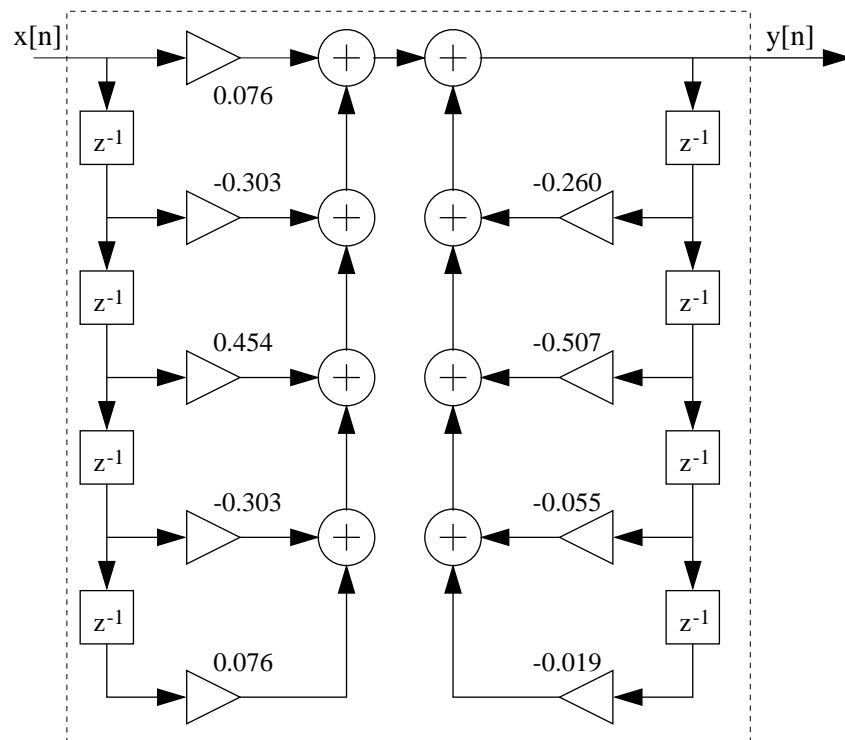 x[n] y[n]
0.076
z-1 z-1
-0.303 -0.260
z-1 z-1
0.454 -0.507
z-1 z-1
-0.303 -0.055
z-1 z-1
0.076 -0.019